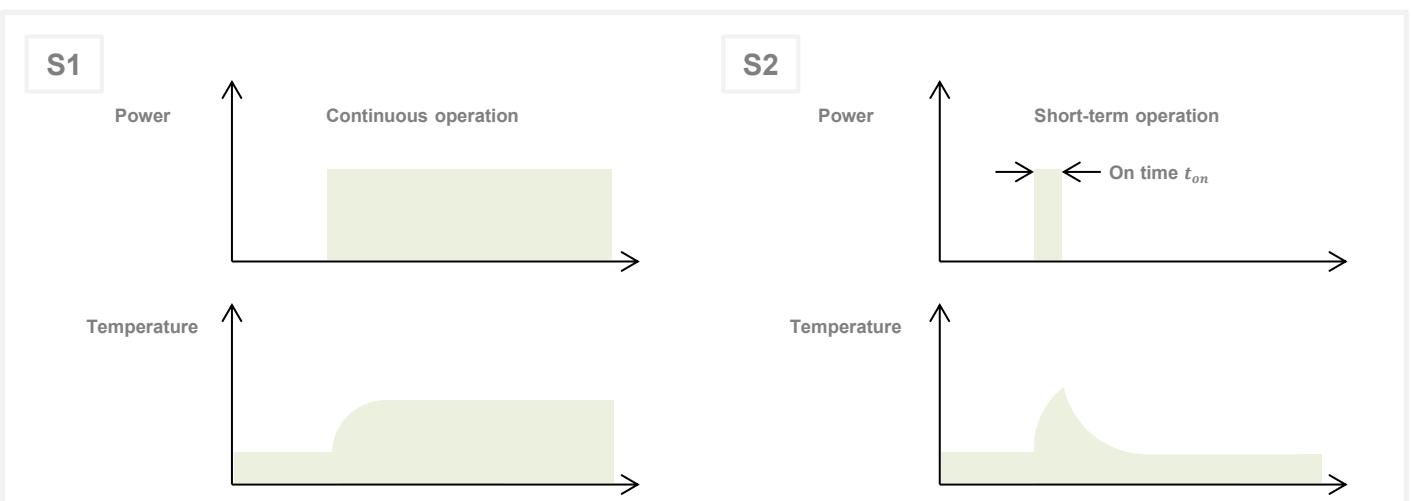 S1
Power
Continuous operation
Temperature
S2
Power
Short-term operation
On time t_on
Temperature